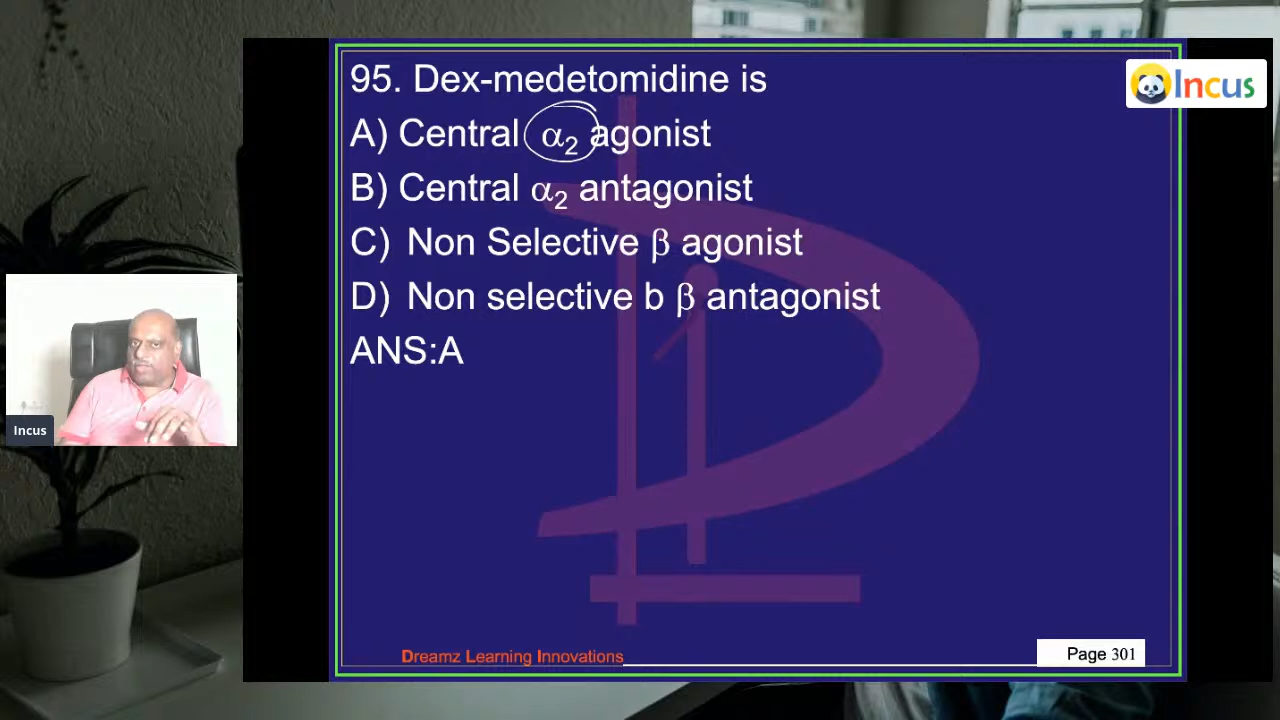 95. Dex-medetomidine is
A) Central α₂ agonist
B) Central α₂ antagonist
C) Non Selective β agonist
D) Non selective b β antagonist
ANS:A
Incus
Incus
Dreamz Learning Innovations
Page 301